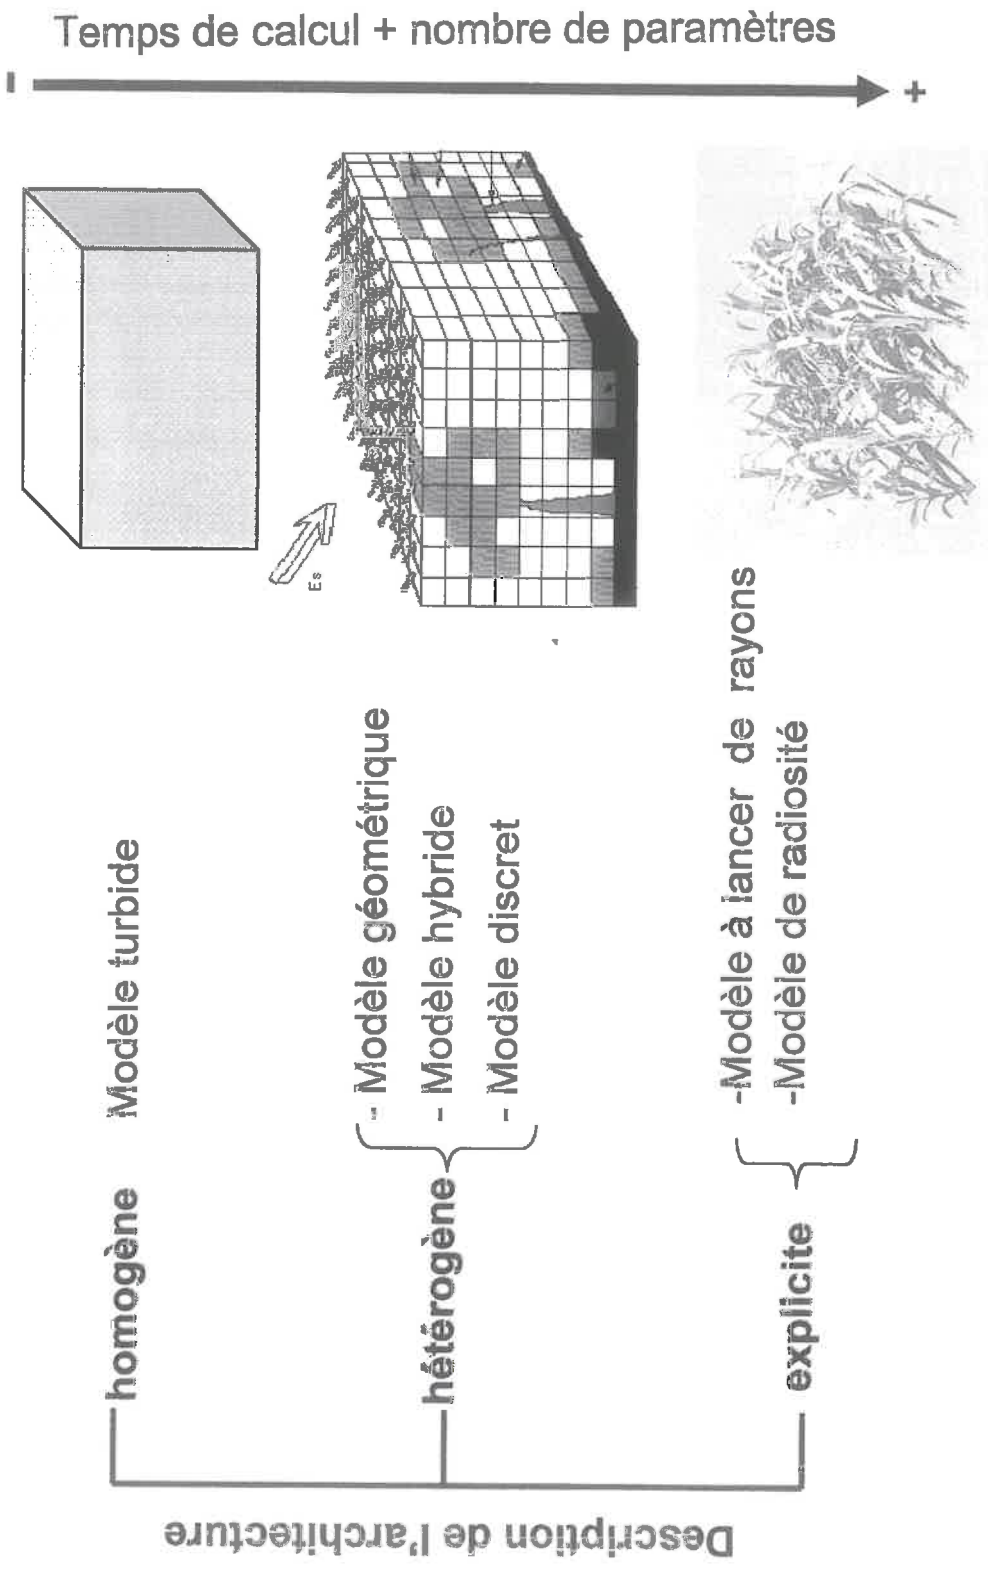 Description de l'architecture
homogène
Modèle turbide
hétérogène
- Modèle géométrique
- Modèle hybride
- Modèle discret
explicite
-Modèle à lancer de rayons
-Modèle de radiosité
Es
-
Temps de calcul + nombre de paramètres
+